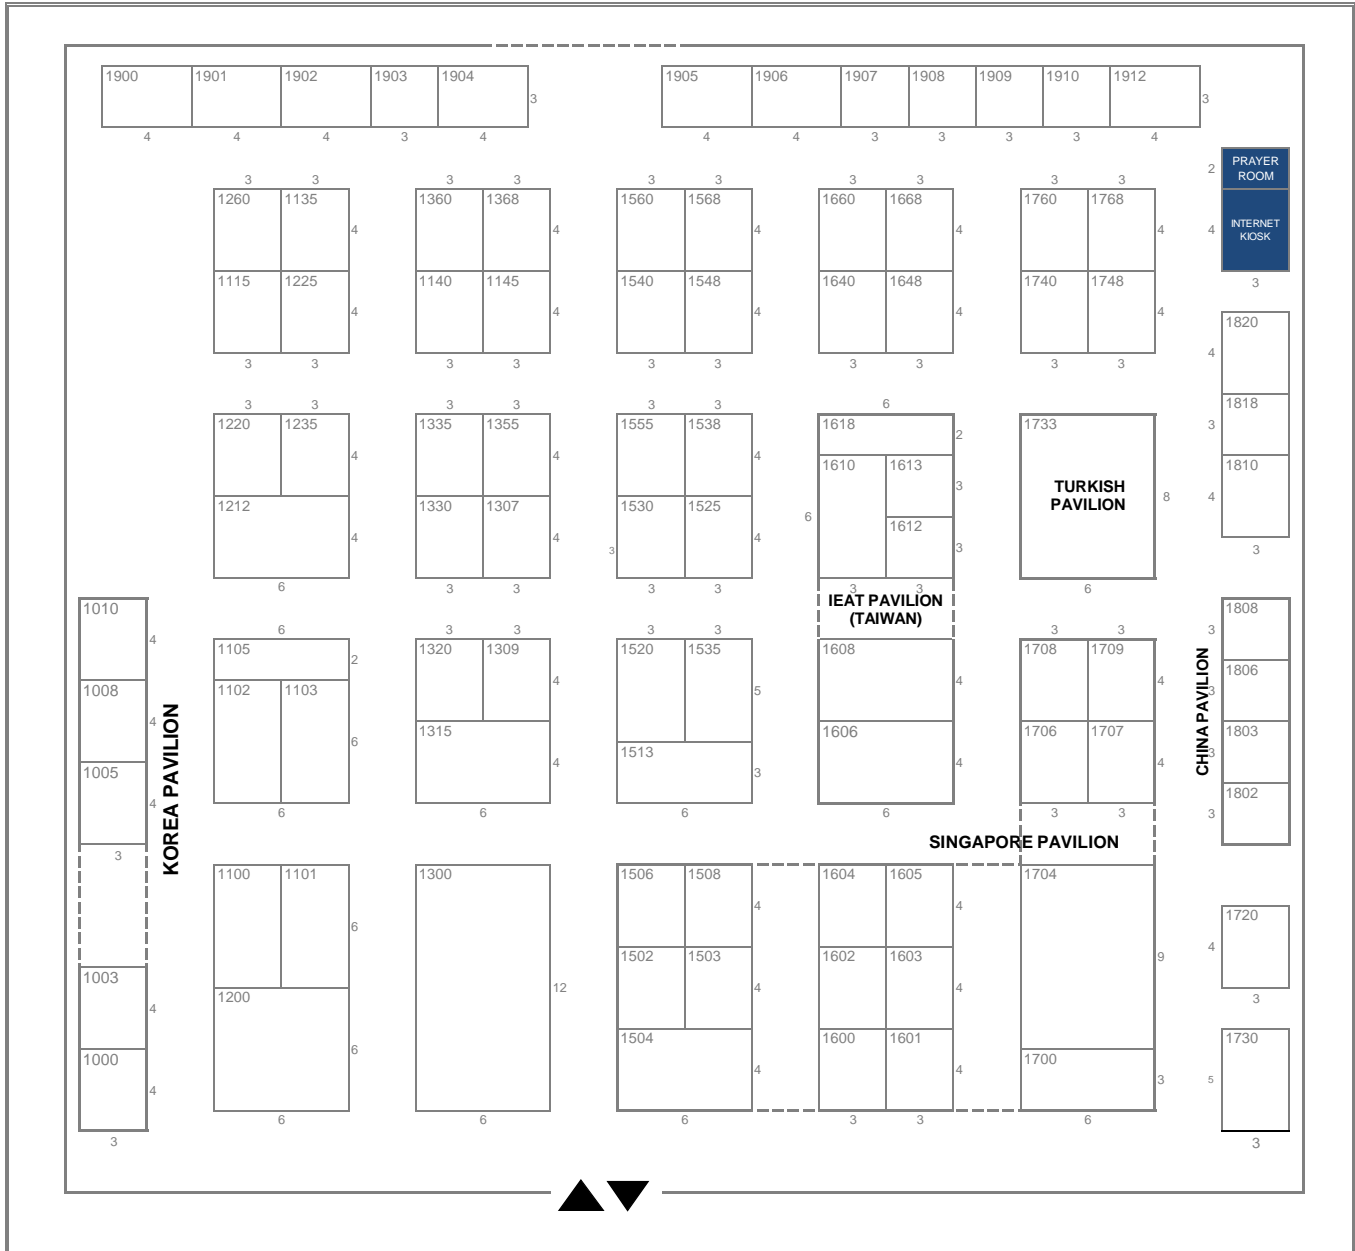 1900 1901 1902 1903 1904 1905 1906 1907 1908 1909 1910 1912
3 3
4 4 4 3 4 4 4 3 3 3 3 4
2 PRAYER
ROOM
3 3 3 3 3 3 3 3 3 3
1260 1135 1360 1368 1560 1568 1660 1668 1760 1768
4 4 4 4 4 4 INTERNET
KIOSK
1115 1225 1140 1145 1540 1548 1640 1648 1740 1748
3
4 4 4 4 4
1820
4
3 3 3 3 3 3 3 3 3 3
3 3 3 3 3 3 6
1818
1220 1235 1335 1355 1555 1538 1618 1733
3
4 4 4 2
1610 1613 1810
3
TURKISH
PAVILION
8 4
1212 1330 1307 1530 1525
6
1612
4 4 3 4 3
3
6 3 3 3 3 3 3 6
IEAT PAVILION
(TAIWAN)
1010 1808
6 3 3 3 3 3 3 3
4
1105 1320 1309 1520 1535 1608 1708 1709
2
1806
1008 1102 1103
4 5 4 4
3
4
KOREA PAVILION
CHINA PAVILION
1315 1606 1706 1707 1803
6
1513 3
1005
4 3 4 4
4
1802
6 6 6 6 3 3 3
SINGAPORE PAVILION
3
1100 1101 1300 1506 1508 1604 1605 1704
4 4
1720
6
4
1502 1503 1602 1603
9
1003
1200
12 4 4
3
4
1504 1600 1601 1730
6
1000 1700
4 4 3 5
4
6 6 6 3 3 6
3 3